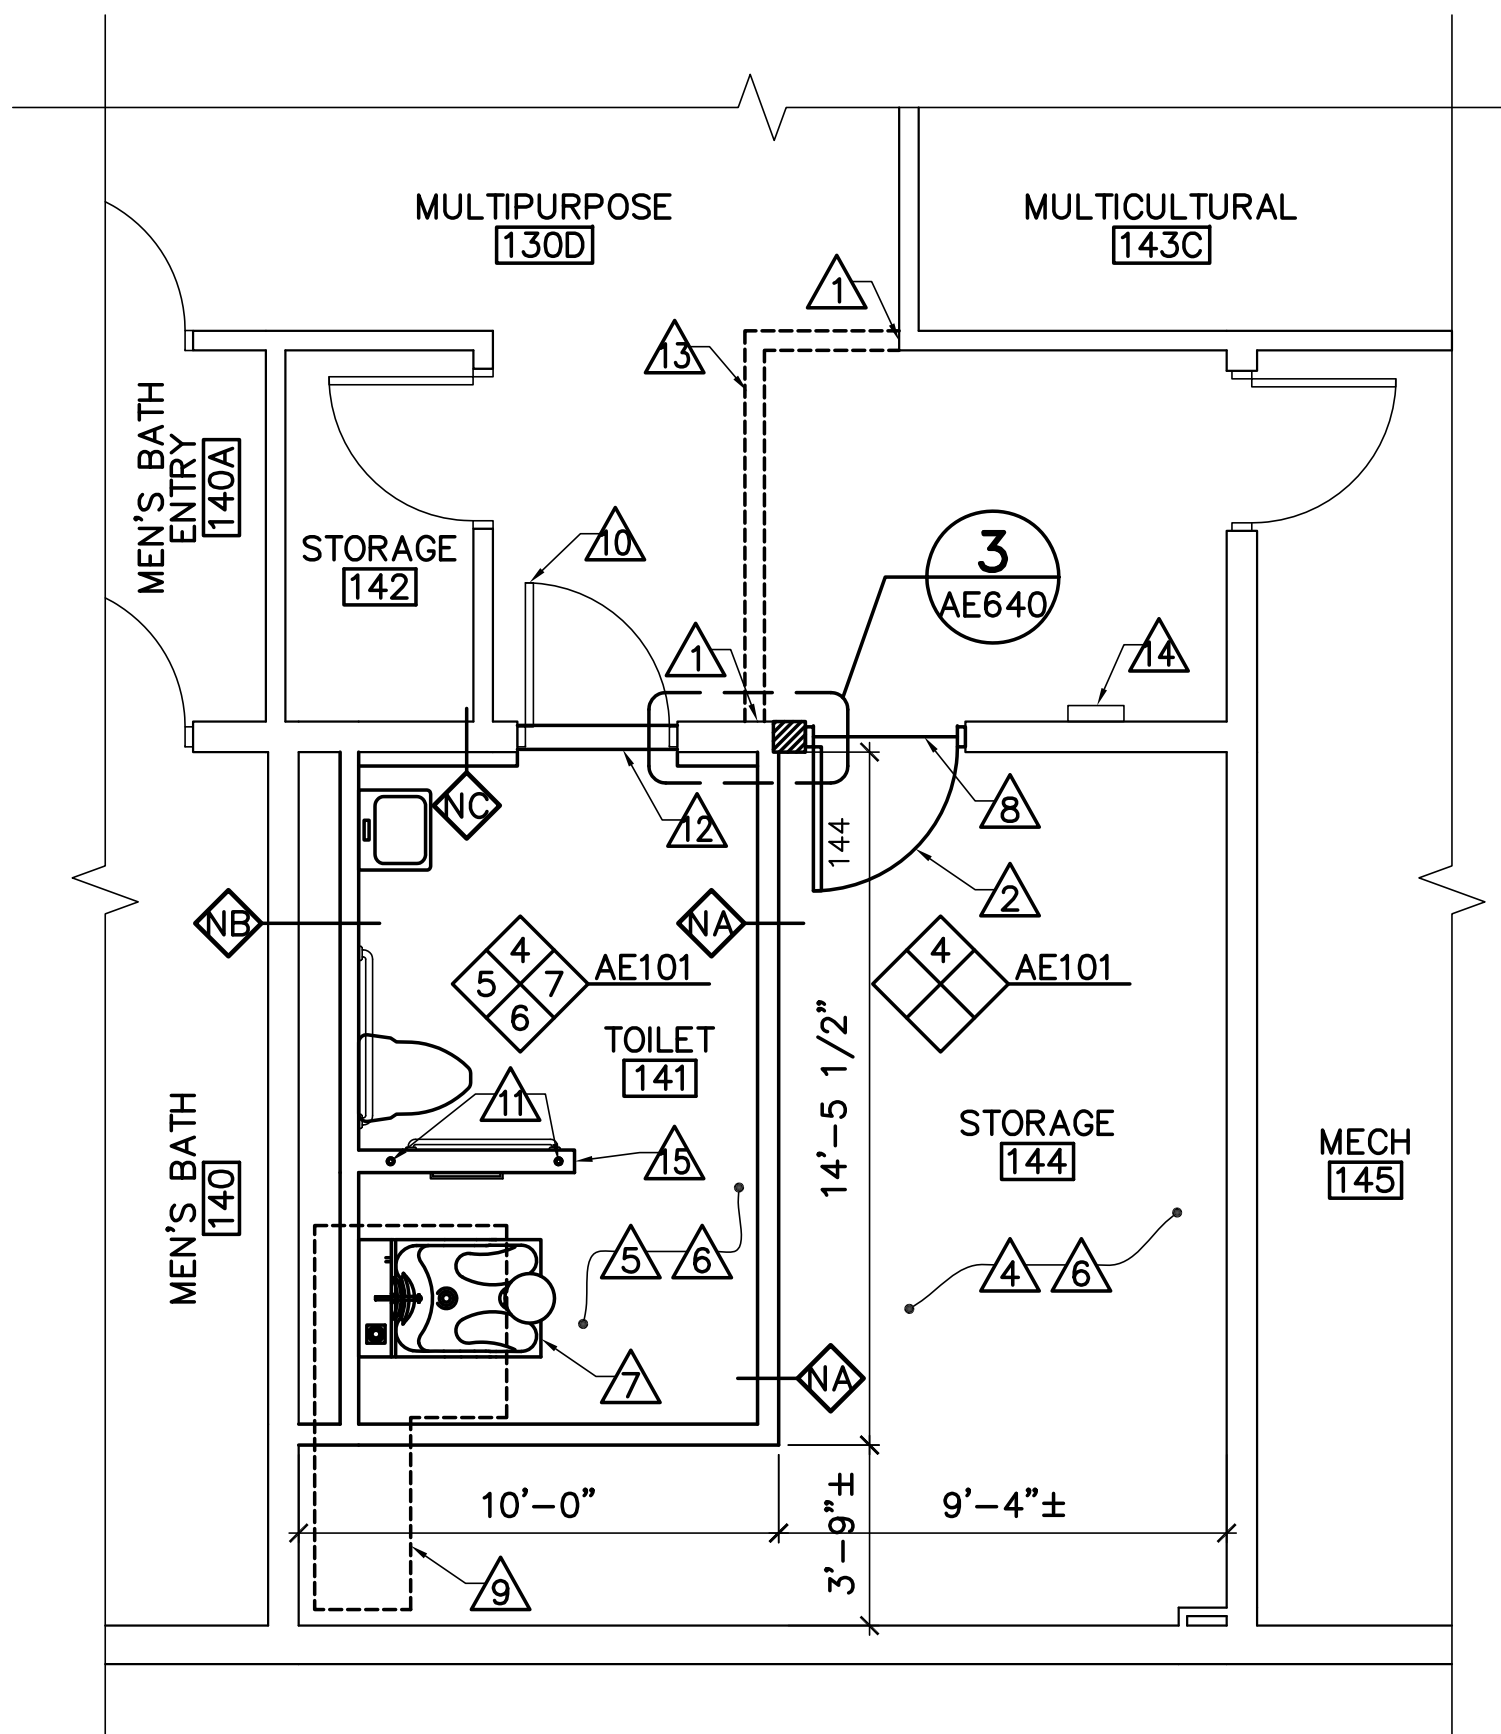 MULTIPURPOSE
130D
MULTICULTURAL
143C
1
13
MEN'S BATH
ENTRY
140A
STORAGE
142
10
3
AE640
1
14
NC
12
144
8
2
NB
NA
4
5
7
6
AE101
4
AE101
TOILET
141
11
14'-5 1/2"
STORAGE
144
MECH
145
MEN'S BATH
140
15
5
6
4
6
7
NA
10'-0"
3'-9"±
9'-4"±
9